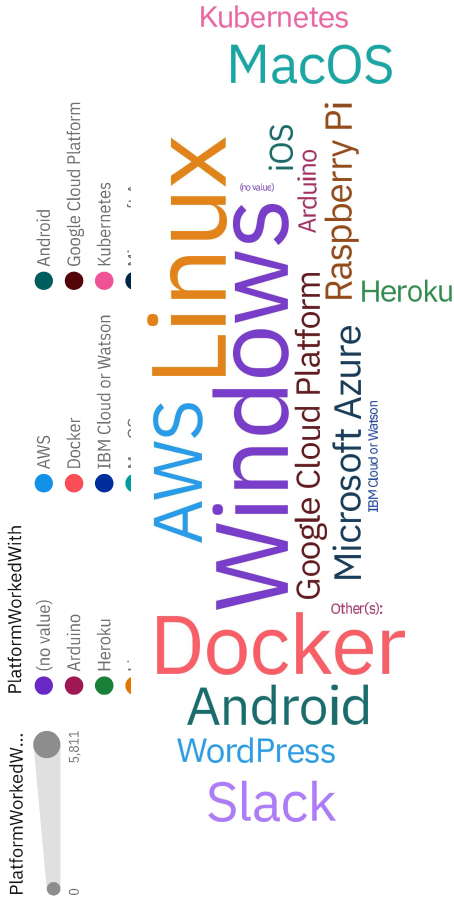 PlatformWorkedW...
0
5,811
PlatformWorkedWith
(no value)
AWS
Android
Arduino
Docker
Google Cloud Platform
Heroku
IBM Cloud or Watson
Kubernetes
Kubernetes
MacOS
Linux
iOS
(no value)
Arduino
Raspberry Pi
Windows
Heroku
AWS
Google Cloud Platform
Microsoft Azure
IBM Cloud or Watson
Other(s):
Docker
Android
WordPress
Slack